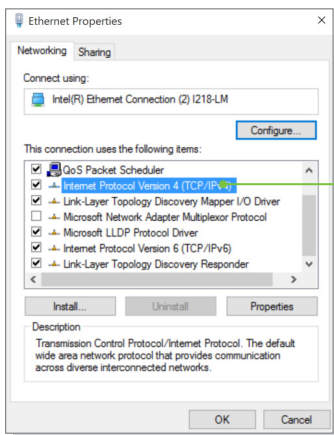 Ethernet Properties
Networking Sharing
Connect using:
Intel(R) Ethernet Connection (2) I218-LM
Configure...
This connection uses the following items:
QoS Packet Scheduler
Internet Protocol Version 4 (TCP/IPv4)
Link-Layer Topology Discovery Mapper I/O Driver
Microsoft Network Adapter Multiplexor Protocol
Microsoft LLDP Protocol Driver
Internet Protocol Version 6 (TCP/IPv6)
Link-Layer Topology Discovery Responder
Install... Uninstall Properties
Description
Transmission Control Protocol/Internet Protocol. The default
wide area network protocol that provides communication
across diverse interconnected networks.
OK Cancel